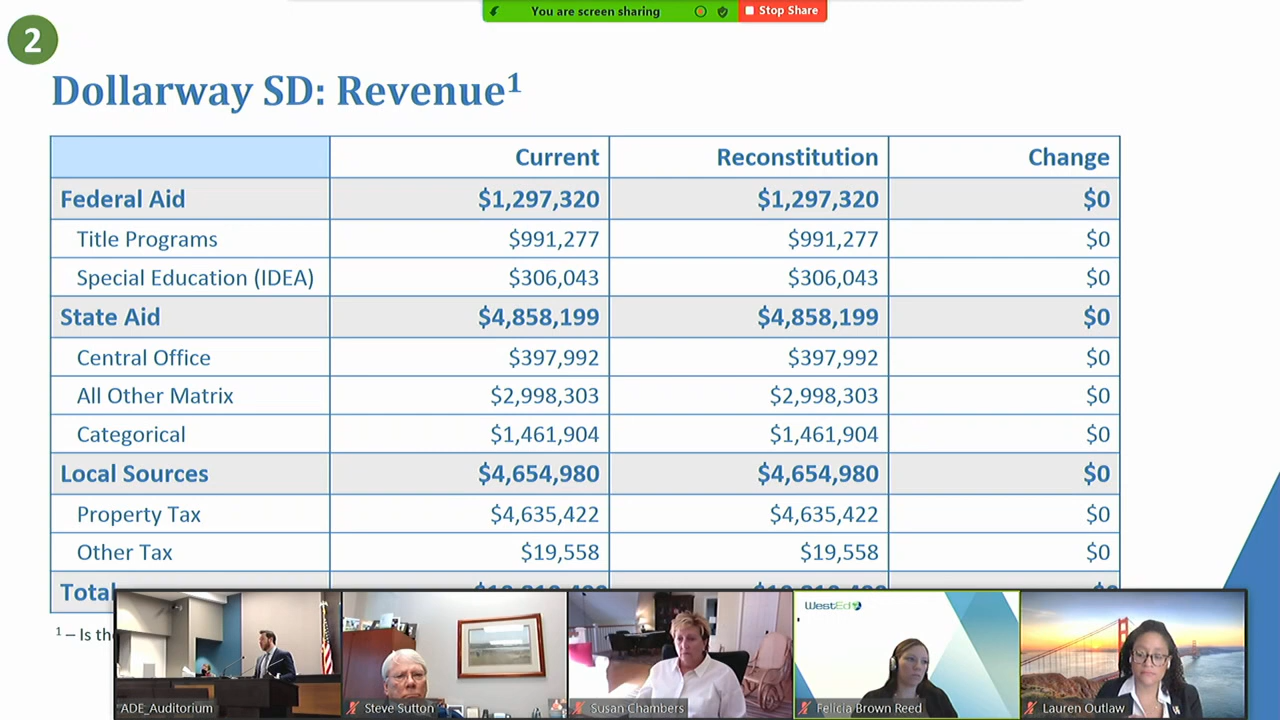 You are screen sharing
Stop Share
2
Dollarway SD: Revenue¹
Current Reconstitution Change
Federal Aid $1,297,320 $1,297,320 $0
Title Programs $991,277 $991,277 $0
Special Education (IDEA) $306,043 $306,043 $0
State Aid $4,858,199 $4,858,199 $0
Central Office $397,992 $397,992 $0
All Other Matrix $2,998,303 $2,998,303 $0
Categorical $1,461,904 $1,461,904 $0
Local Sources $4,654,980 $4,654,980 $0
Property Tax $4,635,422 $4,635,422 $0
Other Tax $19,558 $19,558 $0
Total
¹ – Is the
WestEd
ADE_Auditorium
Steve Sutton
Susan Chambers
Felicia Brown Reed
Lauren Outlaw